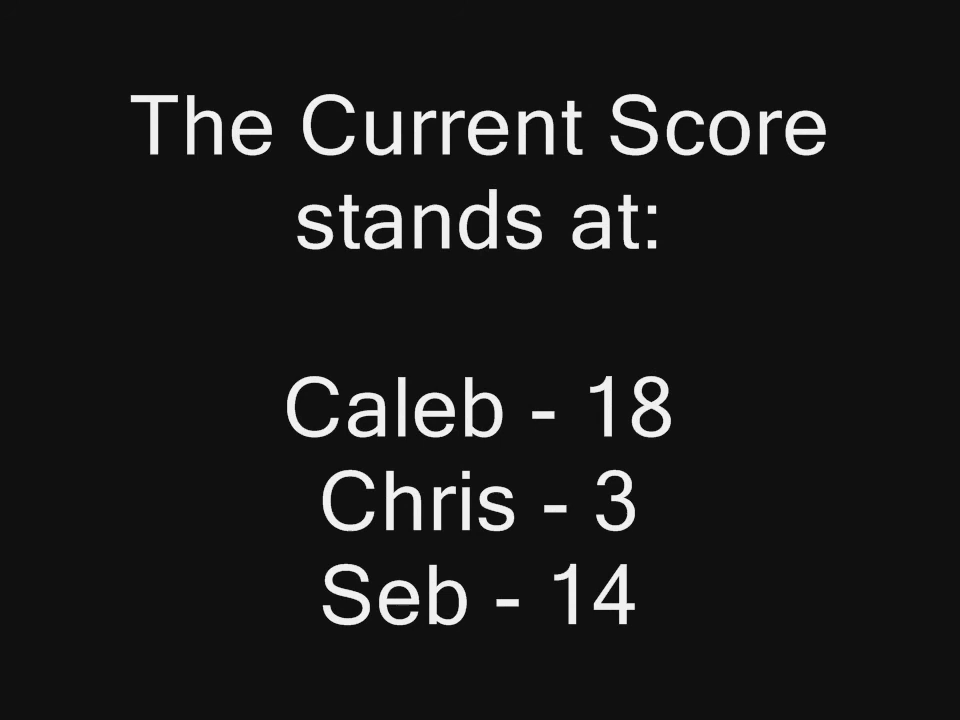 The Current Score
stands at:
Caleb - 18
Chris - 3
Seb - 14